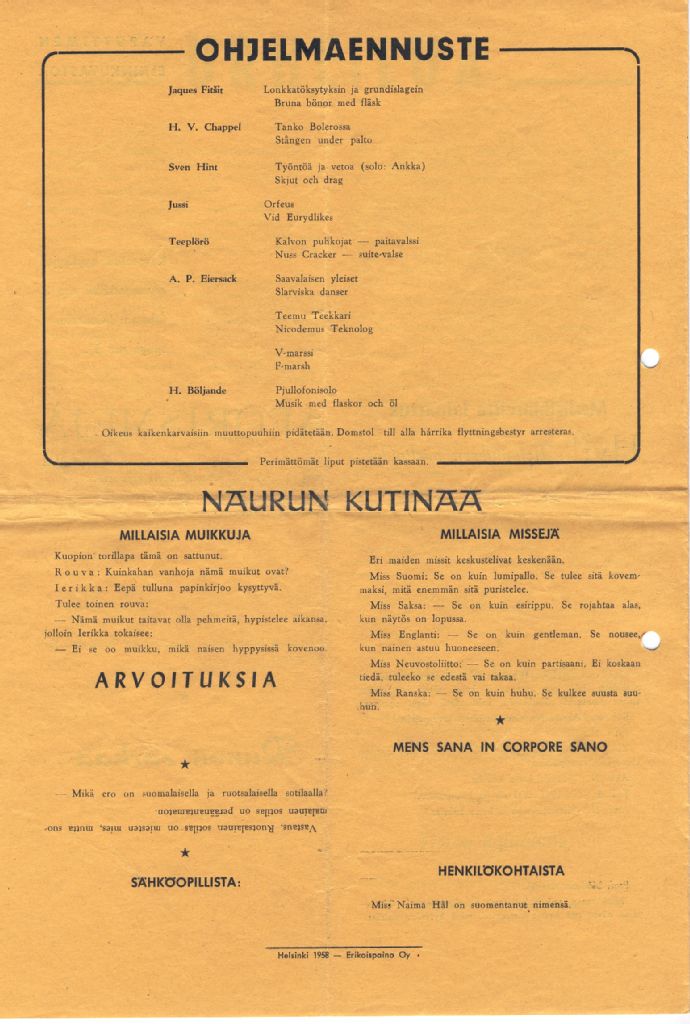 OHJELMAENNUSTE
Jaques Fitšit Lonkkatöksytyksin ja grundislagein
Bruna bönor med fläsk
H. V. Chappel Tanko Bolerossa
Stången under palto
Sven Hint Työntöä ja vetoa (solo: Ankka)
Skjut och drag
Jussi Orfeus
Vid Eurydlikes
Teeplörö Kalvon puhkojat — paitavalssi
Nuss Cracker — suite-valse
A. P. Eiersack Saavalaisen yleiset
Slarviska danser
Teemu Teekkari
Nicodemus Teknolog
V-marssi
F-marsh
H. Böljande Pjullofonisolo
Musik med flaskor och öl
Oikeus kaikenkarvaisiin muuttopuuhiin pidätetään. Domstol till alla hårrika flyttningsbestyr arresteras.
Perimättömät liput pistetään kassaan.
NAURUN KUTINAA
MILLAISIA MUIKKUJA
Kuopion torillapa tämä on sattunut.
Rouva: Kuinkahan vanhoja nämä muikut ovat?
Ierikka: Eepä tulluna papinkirjoo kysyttyvä.
Tulee toinen rouva:
— Nämä muikut taitavat olla pehmeitä, hypistelee aikansa,
jolloin Ierikka tokaisee:
— Ei se oo muikku, mikä naisen hyppysissä kovenoo.
ARVOITUKSIA
★
— Mikä ero on suomalaisella ja ruotsalaisella sotilaalla?
Vastaus. Ruotsalainen sotilas on miesten mies, mutta suo-
malainen sotilas on peräänantamaton.
★
SÄHKÖOPILLISTA:
MILLAISIA MISSEJÄ
Eri maiden missit keskustelivat keskenään.
Miss Suomi: Se on kuin lumipallo. Se tulee sitä kovem-
maksi, mitä enemmän sitä puristelee.
Miss Saksa: — Se on kuin esirippu. Se rojahtaa alas,
kun näytös on lopussa.
Miss Englanti: — Se on kuin gentleman. Se nousee,
kun nainen astuu huoneeseen.
Miss Neuvostoliitto: — Se on kuin partisaani. Ei koskaan
tiedä, tuleeko se edestä vai takaa.
Miss Ranska: — Se on kuin huhu. Se kulkee suusta suu-
hun.
★
MENS SANA IN CORPORE SANO
HENKILÖKOHTAISTA
Miss Naima Hål on suomentanut nimensä.
Helsinki 1958 — Erikoispaino Oy